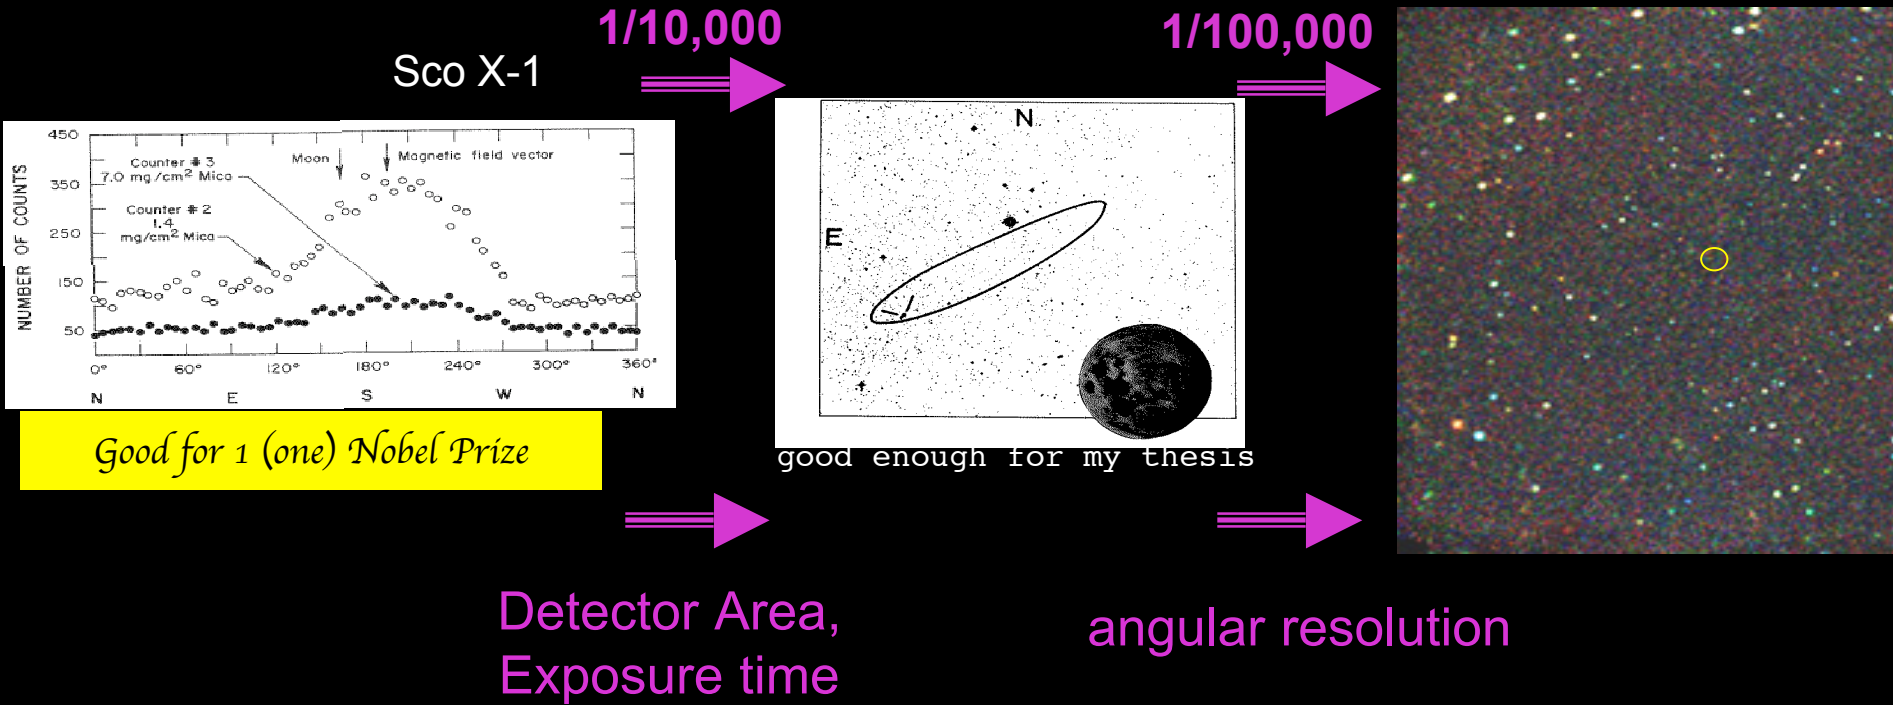 1/10,000
1/100,000
Sco X-1
450
350
250
150
50
NUMBER OF COUNTS
Counter # 3
7.0 mg/cm² Mica
Moon
Magnetic field vector
Counter # 2
1.4
mg/cm² Mica
0° 60° 120° 180° 240° 300° 360°
N E S W N
N
E
Good for 1 (one) Nobel Prize
good enough for my thesis
Detector Area,
Exposure time
angular resolution